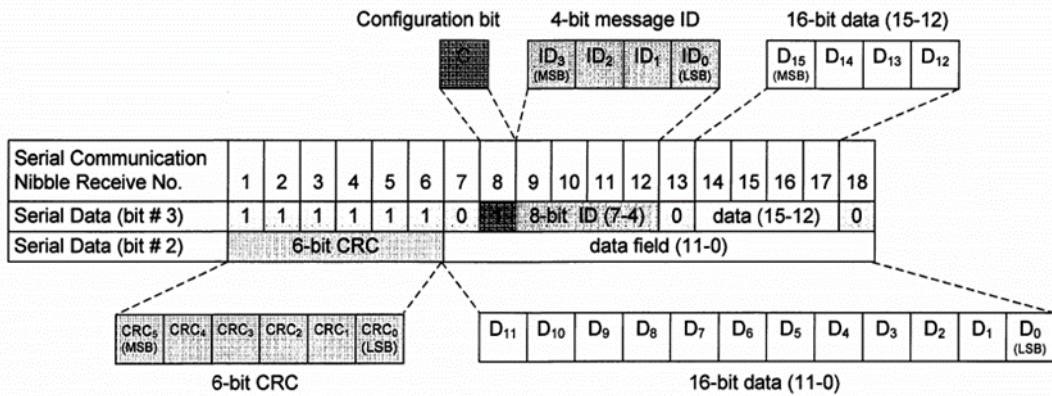 Configuration bit 4-bit message ID 16-bit data (15-12)
C ID3 (MSB) ID2 ID1 ID0 (LSB) D15 (MSB) D14 D13 D12
Serial Communication
Nibble Receive No. 1 2 3 4 5 6 7 8 9 10 11 12 13 14 15 16 17 18
Serial Data (bit # 3) 1 1 1 1 1 1 0 1 8-bit ID (7-4) 0 data (15-12) 0
Serial Data (bit # 2) 6-bit CRC data field (11-0)
CRC5 (MSB) CRC4 CRC3 CRC2 CRC1 CRC0 (LSB) D11 D10 D9 D8 D7 D6 D5 D4 D3 D2 D1 D0 (LSB)
6-bit CRC 16-bit data (11-0)